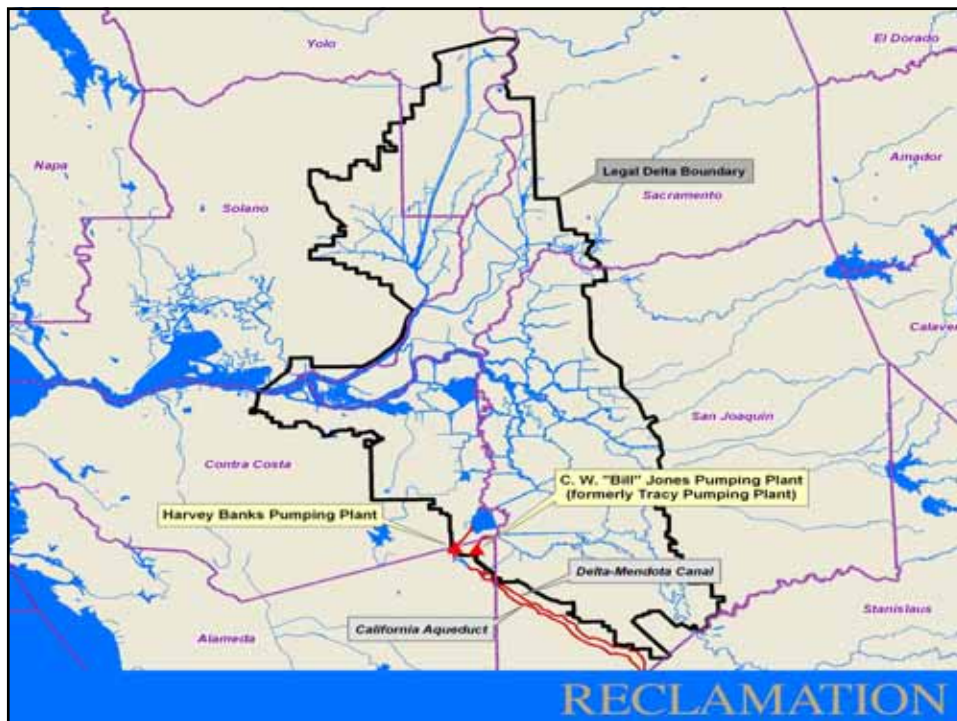 Yolo
El Dorado
Napa
Amador
Legal Delta Boundary
Sacramento
Solano
Calaver
San Joaquin
Contra Costa
C. W. "Bill" Jones Pumping Plant
(formerly Tracy Pumping Plant)
Harvey Banks Pumping Plant
Delta-Mendota Canal
California Aqueduct
Stanislaus
Alameda
RECLAMATION